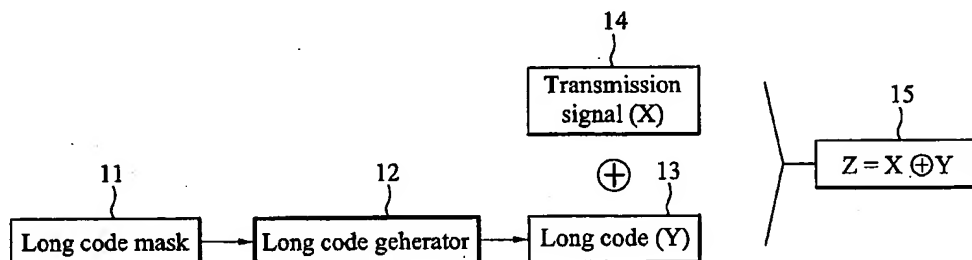 14
Transmission
signal (X)
15
Z = X ⊕ Y
11
12
⊕
13
Long code mask
Long code geherator
Long code (Y)